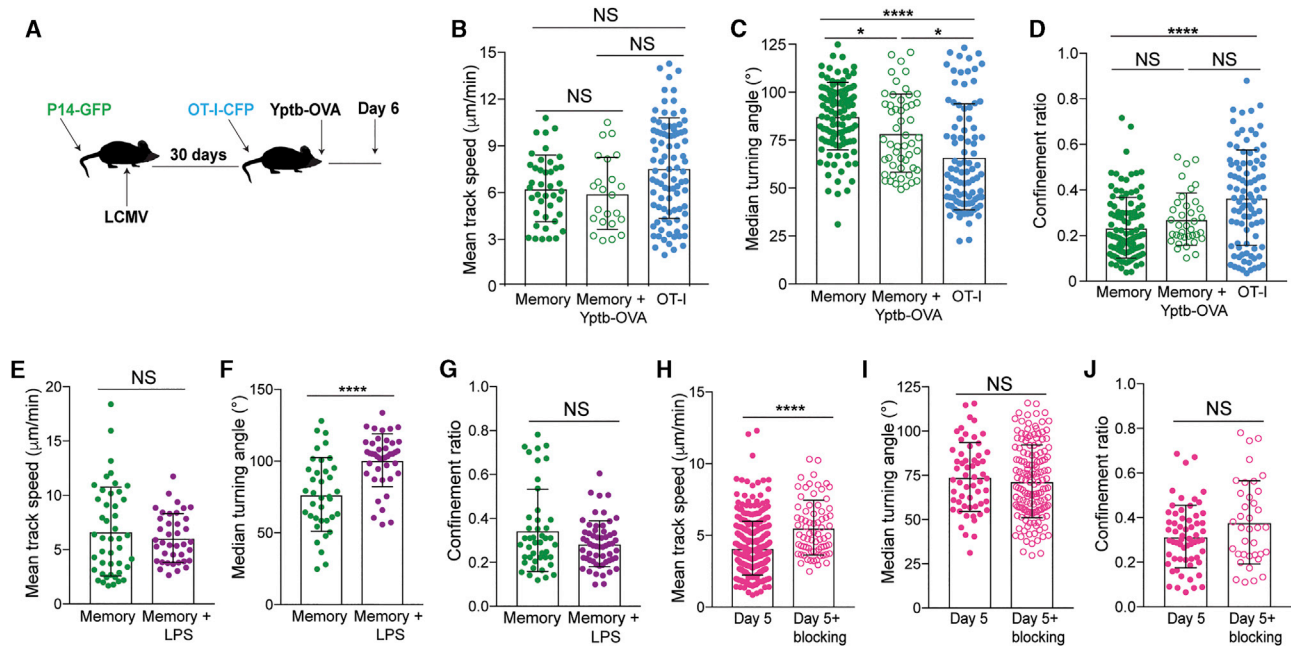 A
P14-GFP
OT-I-CFP
Yptb-OVA
Day 6
30 days
LCMV
B
NS
NS
NS
Mean track speed (μm/min)
15
12
9
6
3
0
Memory
Memory +
Yptb-OVA
OT-I
C
****
*
*
Median turning angle (°)
125
100
75
50
25
0
Memory
Memory +
Yptb-OVA
OT-I
D
****
NS
NS
Confinement ratio
1.0
0.8
0.6
0.4
0.2
0
Memory
Memory +
Yptb-OVA
OT-I
E
NS
Mean track speed (μm/min)
20
15
10
5
0
Memory
Memory +
LPS
F
****
Median turning angle (°)
150
100
50
0
Memory
Memory +
LPS
G
NS
Confinement ratio
1.0
0.8
0.6
0.4
0.2
0.0
Memory
Memory +
LPS
H
****
Mean track speed (μm/min)
15
10
5
0
Day 5
Day 5+
blocking
I
NS
Median turning angle (°)
125
100
75
50
25
0
Day 5
Day 5+
blocking
J
NS
Confinement ratio
1.0
0.8
0.6
0.4
0.2
0.0
Day 5
Day 5+
blocking